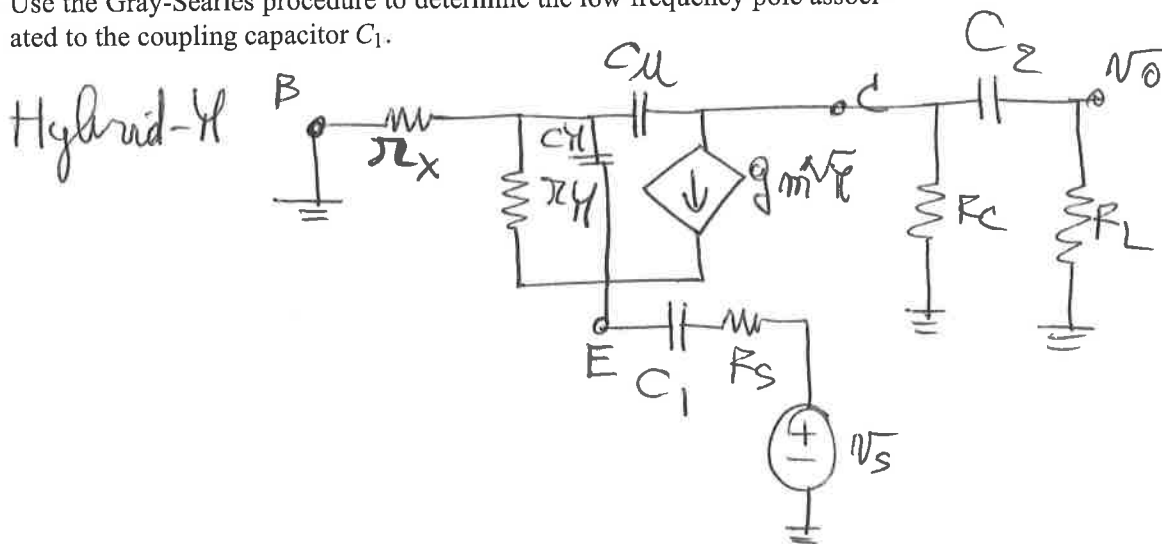 Use the Gray-Searles procedure to determine the low frequency pole associ-
ated to the coupling capacitor C₁.
Hybrid-π
B
rx
Cμ
Cπ
rπ
gmvπ
C
C2
vo
RC
RL
E
C1
RS
+
−
vs